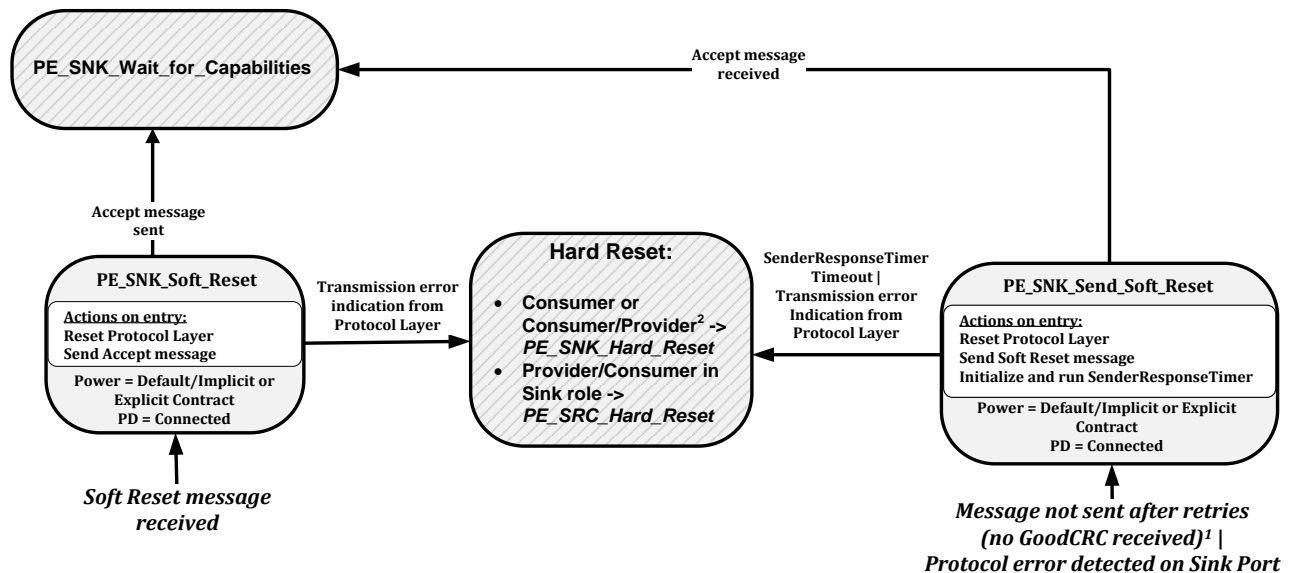 PE_SNK_Wait_for_Capabilities
Accept message
received
Accept message
sent
PE_SNK_Soft_Reset
Actions on entry:
Reset Protocol Layer
Send Accept message
Power = Default/Implicit or
Explicit Contract
PD = Connected
Soft Reset message
received
Transmission error
indication from
Protocol Layer
Hard Reset:
• Consumer or
Consumer/Provider² ->
PE_SNK_Hard_Reset
• Provider/Consumer in
Sink role ->
PE_SRC_Hard_Reset
SenderResponseTimer
Timeout |
Transmission error
Indication from
Protocol Layer
PE_SNK_Send_Soft_Reset
Actions on entry:
Reset Protocol Layer
Send Soft Reset message
Initialize and run SenderResponseTimer
Power = Default/Implicit or Explicit
Contract
PD = Connected
Message not sent after retries
(no GoodCRC received)¹ |
Protocol error detected on Sink Port